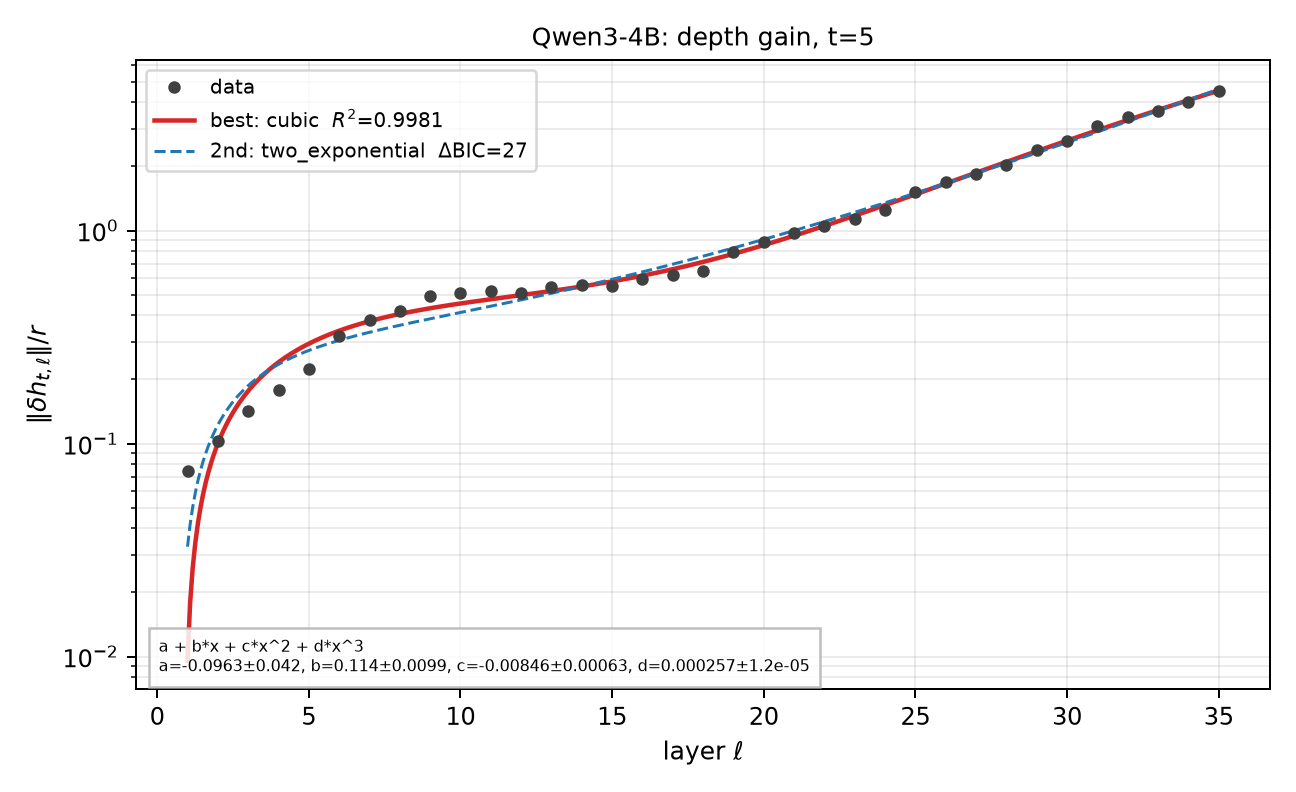 Qwen3-4B: depth gain, t=5
data
best: cubic R²=0.9981
2nd: two_exponential ΔBIC=27
‖δhₜ,ℓ‖/r
10⁰
10⁻¹
10⁻²
a + b*x + c*x^2 + d*x^3
a=-0.0963±0.042, b=0.114±0.0099, c=-0.00846±0.00063, d=0.000257±1.2e-05
0 5 10 15 20 25 30 35
layer ℓ